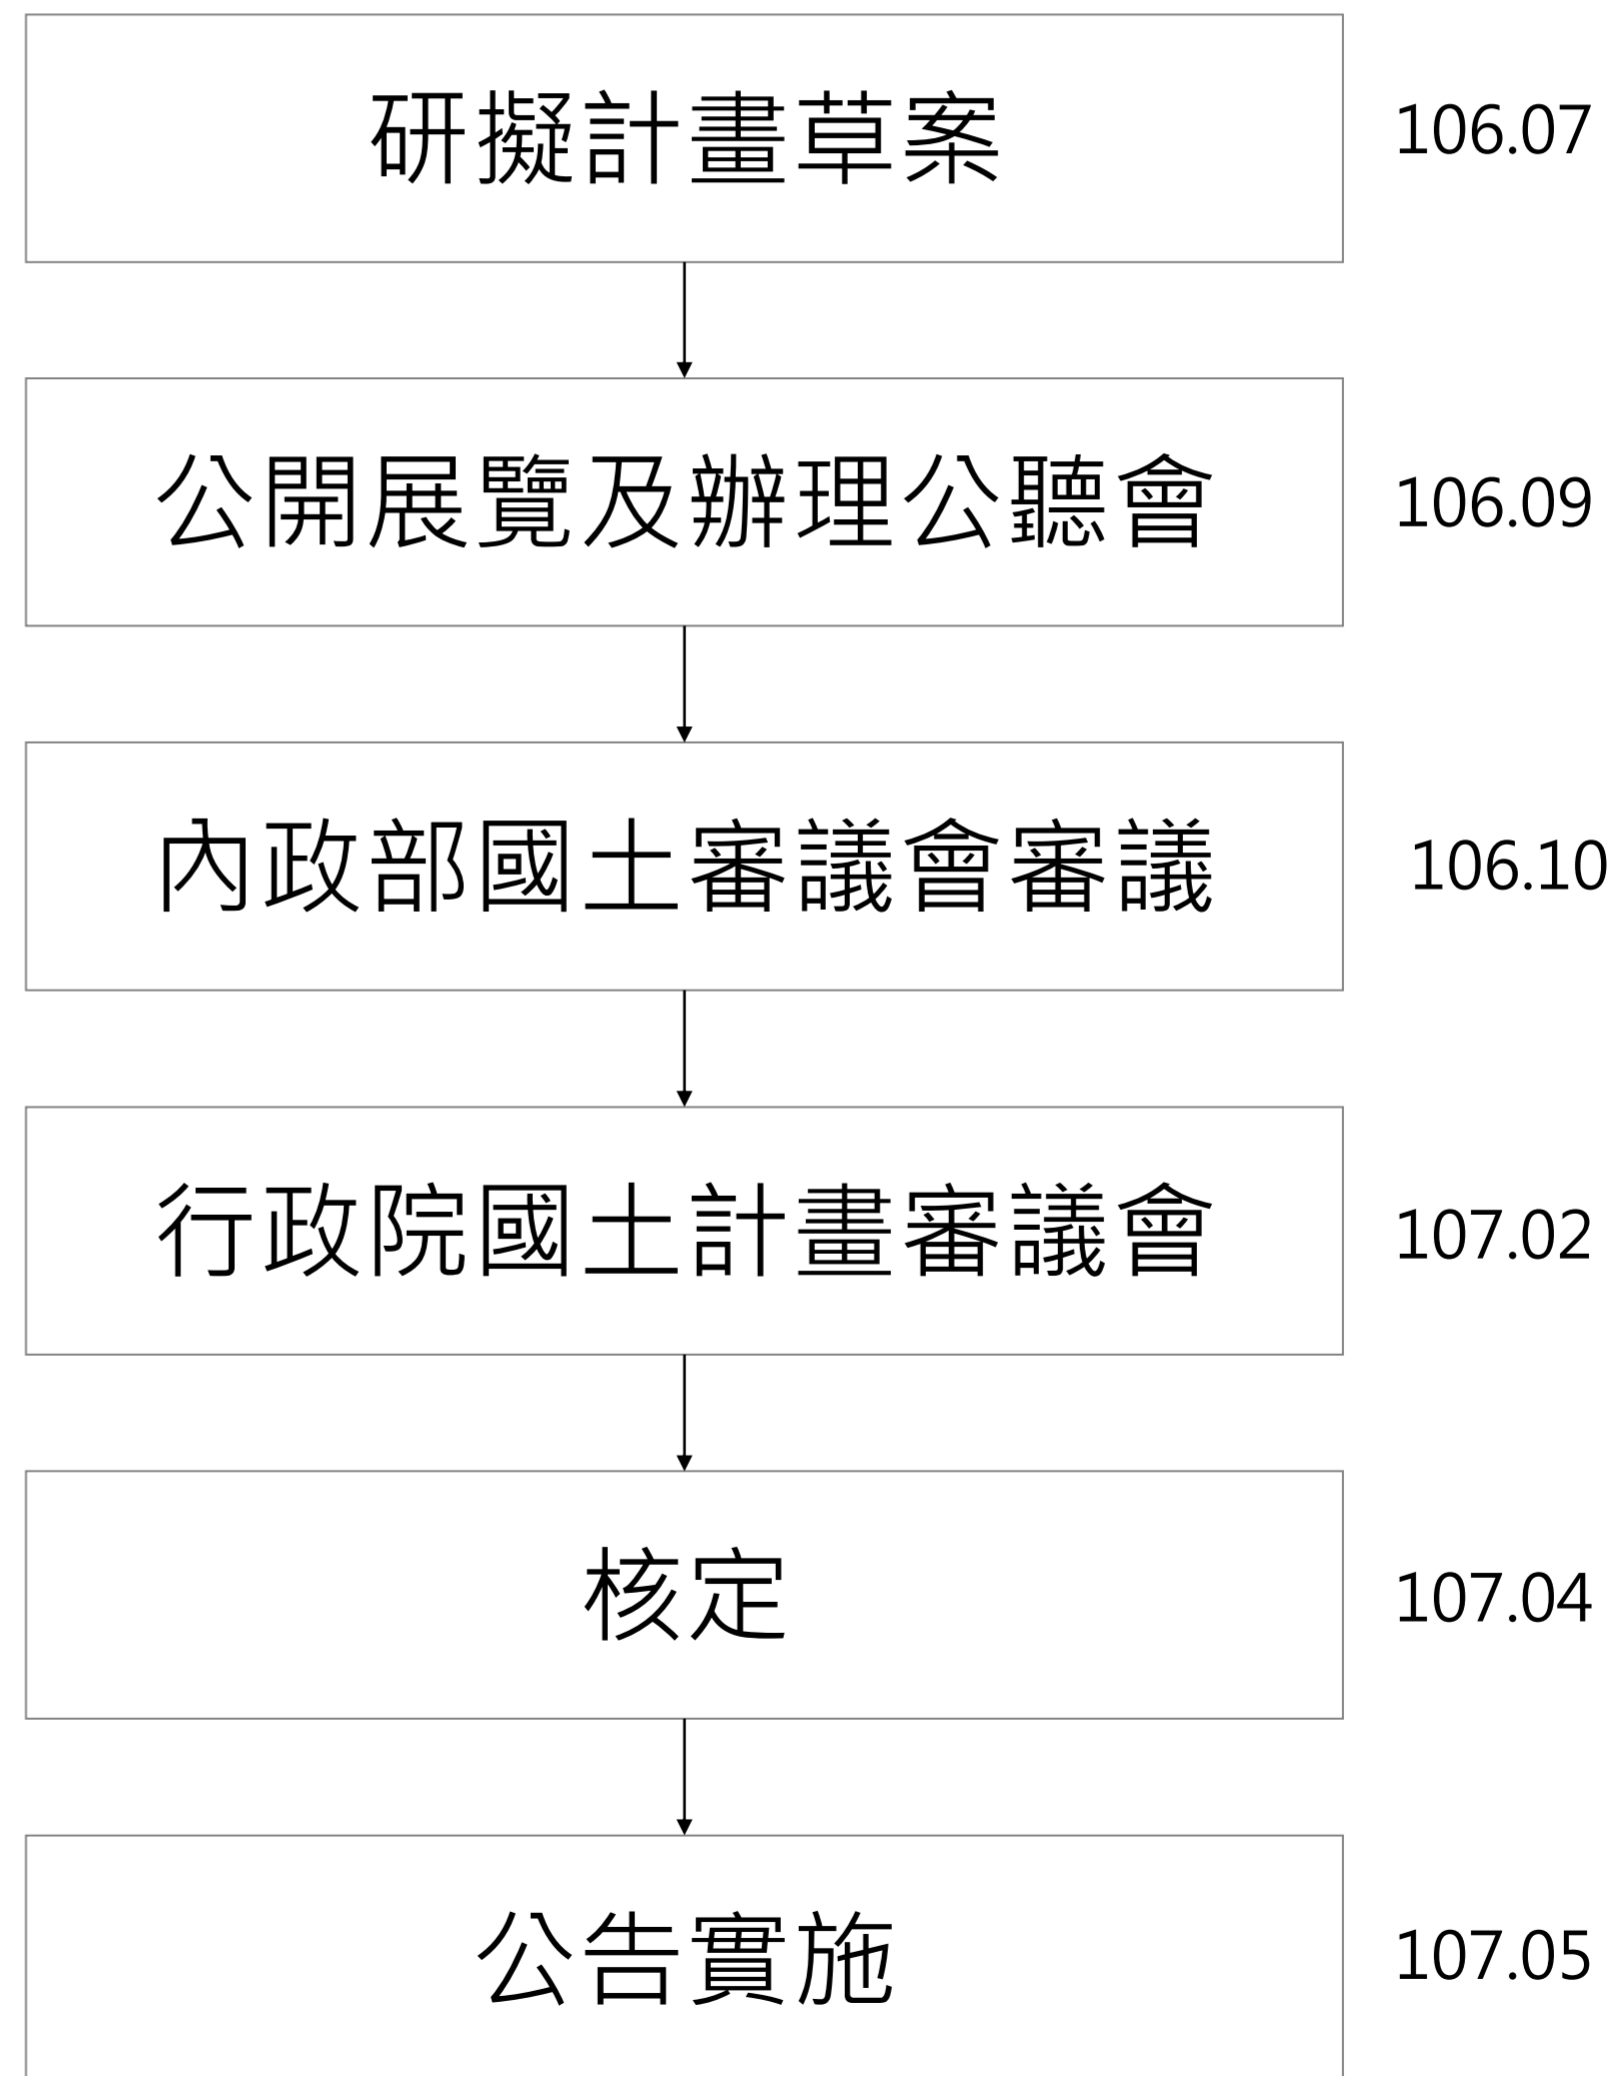 研擬計畫草案 106.07
公開展覽及辦理公聽會 106.09
內政部國土審議會審議 106.10
行政院國土計畫審議會 107.02
核定 107.04
公告實施 107.05